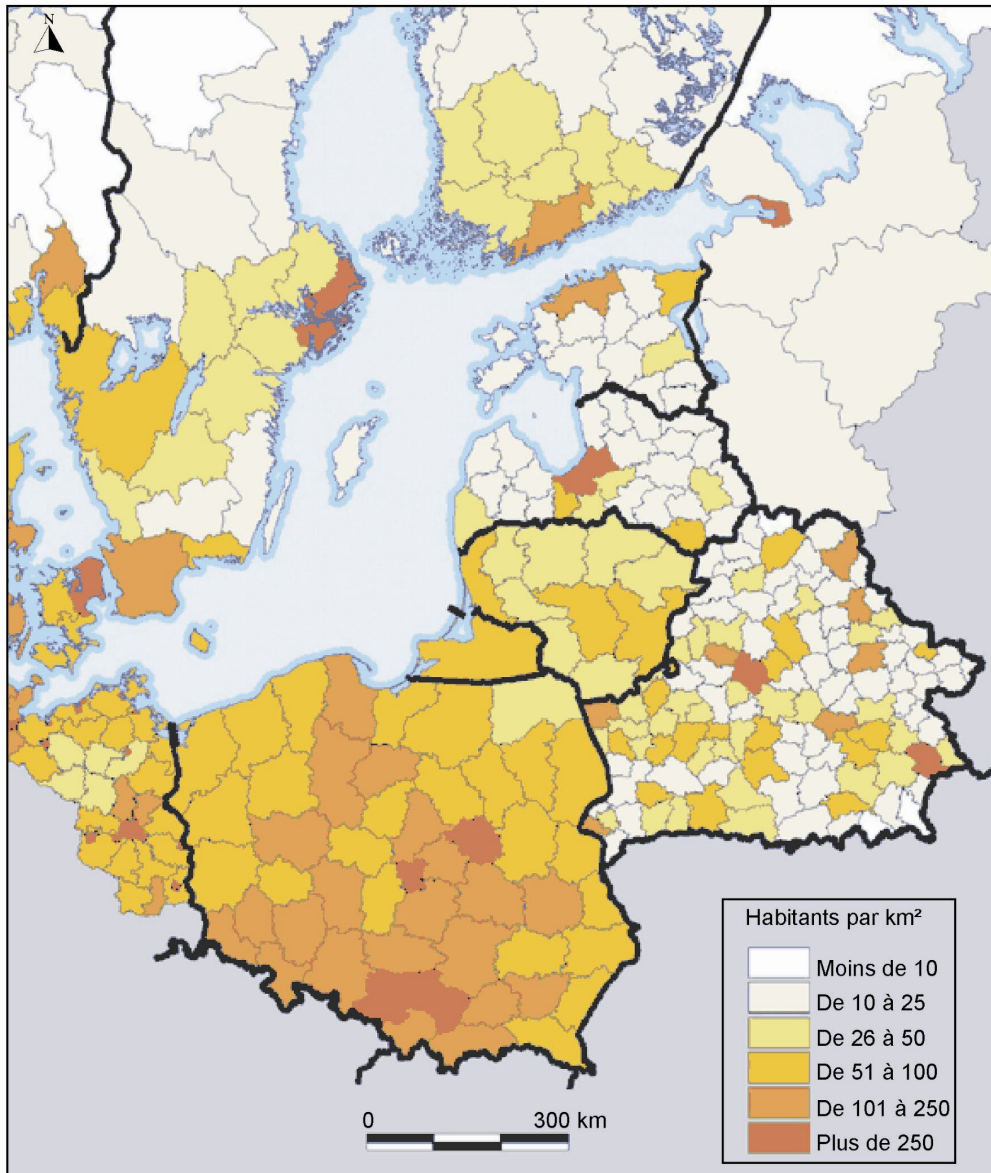 N
Habitants par km²
Moins de 10
De 10 à 25
De 26 à 50
De 51 à 100
De 101 à 250
Plus de 250
0 300 km